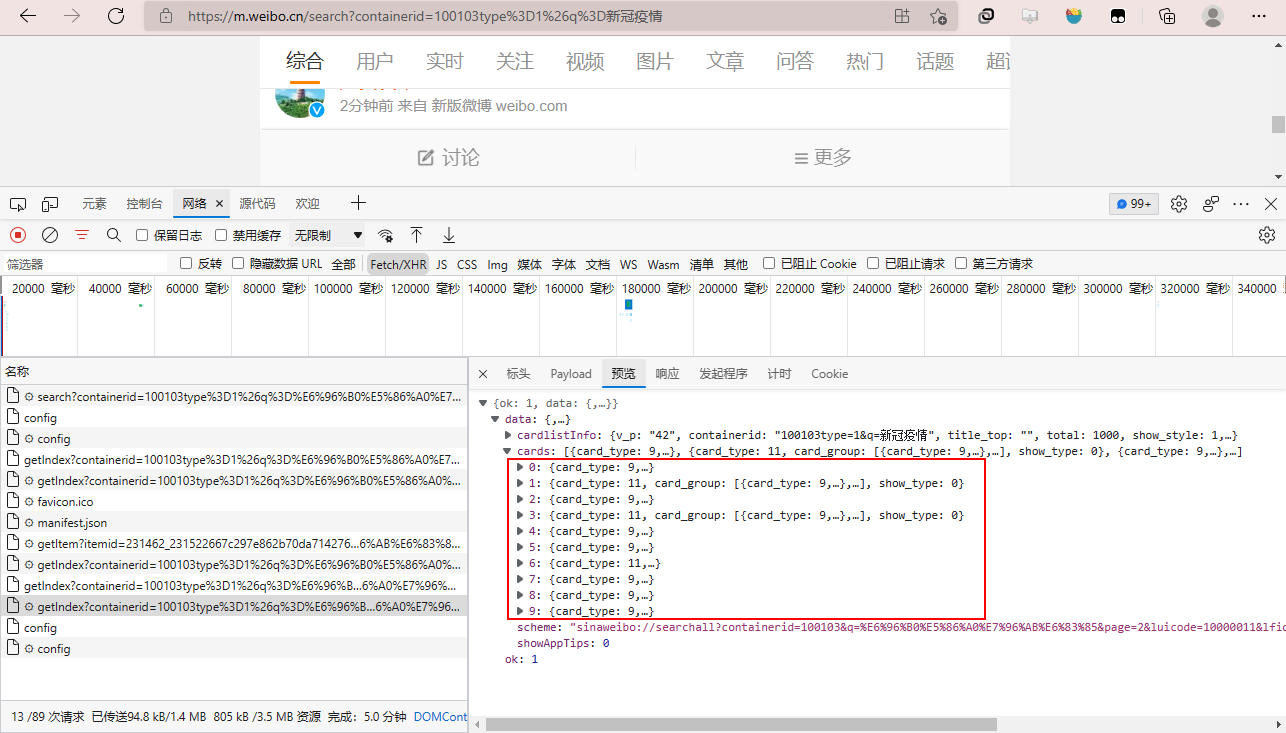 https://m.weibo.cn/search?containerid=100103type%3D1%26q%3D新冠疫情
综合 用户 实时 关注 视频 图片 文章 问答 热门 话题
2分钟前 来自 新版微博 weibo.com
讨论 更多
元素 控制台 网络 源代码 欢迎 99+
保留日志 禁用缓存 无限制
筛选器 反转 隐藏数据 URL 全部 Fetch/XHR JS CSS Img 媒体 字体 文档 WS Wasm 清单 其他 已阻止 Cookie 已阻止请求 第三方请求
20000 毫秒 40000 毫秒 60000 毫秒 80000 毫秒 100000 毫秒 120000 毫秒 140000 毫秒 160000 毫秒 180000 毫秒 200000 毫秒 220000 毫秒 240000 毫秒 260000 毫秒 280000 毫秒 300000 毫秒 320000 毫秒 340000
名称
search?containerid=100103type%3D1%26q%3D%E6%96%B0%E5%86%A0%E7...
config
config
getIndex?containerid=100103type%3D1%26q%3D%E6%96%B0%E5%86%A0%E7...
getIndex?containerid=100103type%3D1%26q%3D%E6%96%B0%E5%86%A0%...
favicon.ico
manifest.json
getItem?itemid=231462_231522667c297e862b70da714276...6%AB%E6%83%8...
getIndex?containerid=100103type%3D1%26q%3D%E6%96%B0%E5%86%A0%...
getIndex?containerid=100103type%3D1%26q%3D%E6%96%B...6%A0%E7%96%...
getIndex?containerid=100103type%3D1%26q%3D%E6%96%B...6%A0%E7%96...
config
config
13 /89 次请求 已传送94.8 kB/1.4 MB 805 kB /3.5 MB 资源 完成：5.0 分钟 DOMCont
标头 Payload 预览 响应 发起程序 计时 Cookie
{ok: 1, data: {,…}}
data: {,…}
cardlistInfo: {v_p: "42", containerid: "100103type=1&q=新冠疫情", title_top: "", total: 1000, show_style: 1,…}
cards: [{card_type: 9,…}, {card_type: 11, card_group: [{card_type: 9,…},…], show_type: 0}, {card_type: 9,…},…]
0: {card_type: 9,…}
1: {card_type: 11, card_group: [{card_type: 9,…},…], show_type: 0}
2: {card_type: 9,…}
3: {card_type: 11, card_group: [{card_type: 9,…},…], show_type: 0}
4: {card_type: 9,…}
5: {card_type: 9,…}
6: {card_type: 11,…}
7: {card_type: 9,…}
8: {card_type: 9,…}
9: {card_type: 9,…}
scheme: "sinaweibo://searchall?containerid=100103&q=%E6%96%B0%E5%86%A0%E7%96%AB%E6%83%85&page=2&luicode=10000011&lfic
showAppTips: 0
ok: 1